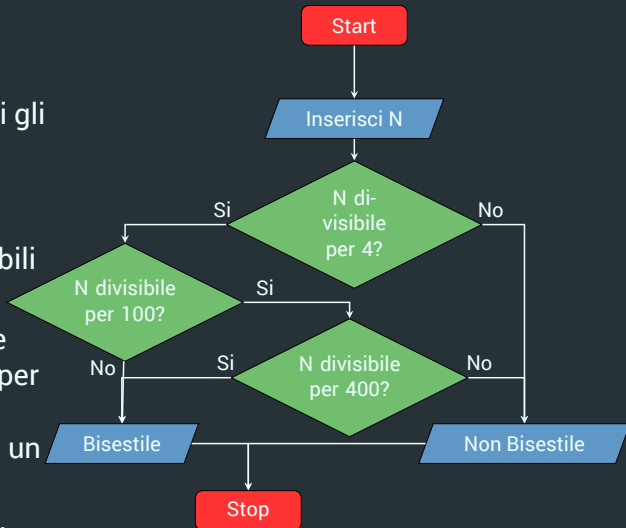 Start
i gli
Inserisci N
N di-
visibile
per 4?
Si
No
bili
N divisibile
per 100?
Si
e
per
No
Si
N divisibile
per 400?
No
un
Bisestile
Non Bisestile
Stop